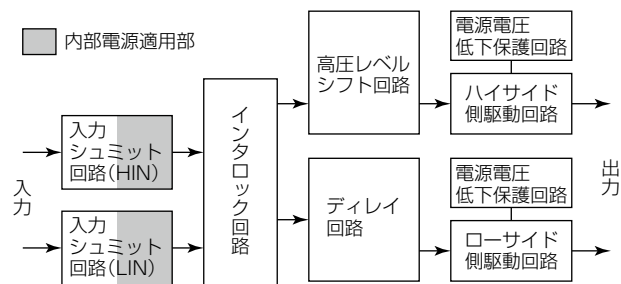 内部電源適用部
入力
入力
シュミット
回路(HIN)
入力
シュミット
回路(LIN)
インタロック回路
高圧レベル
シフト回路
ディレイ
回路
電源電圧
低下保護回路
ハイサイド
側駆動回路
電源電圧
低下保護回路
ローサイド
側駆動回路
出力